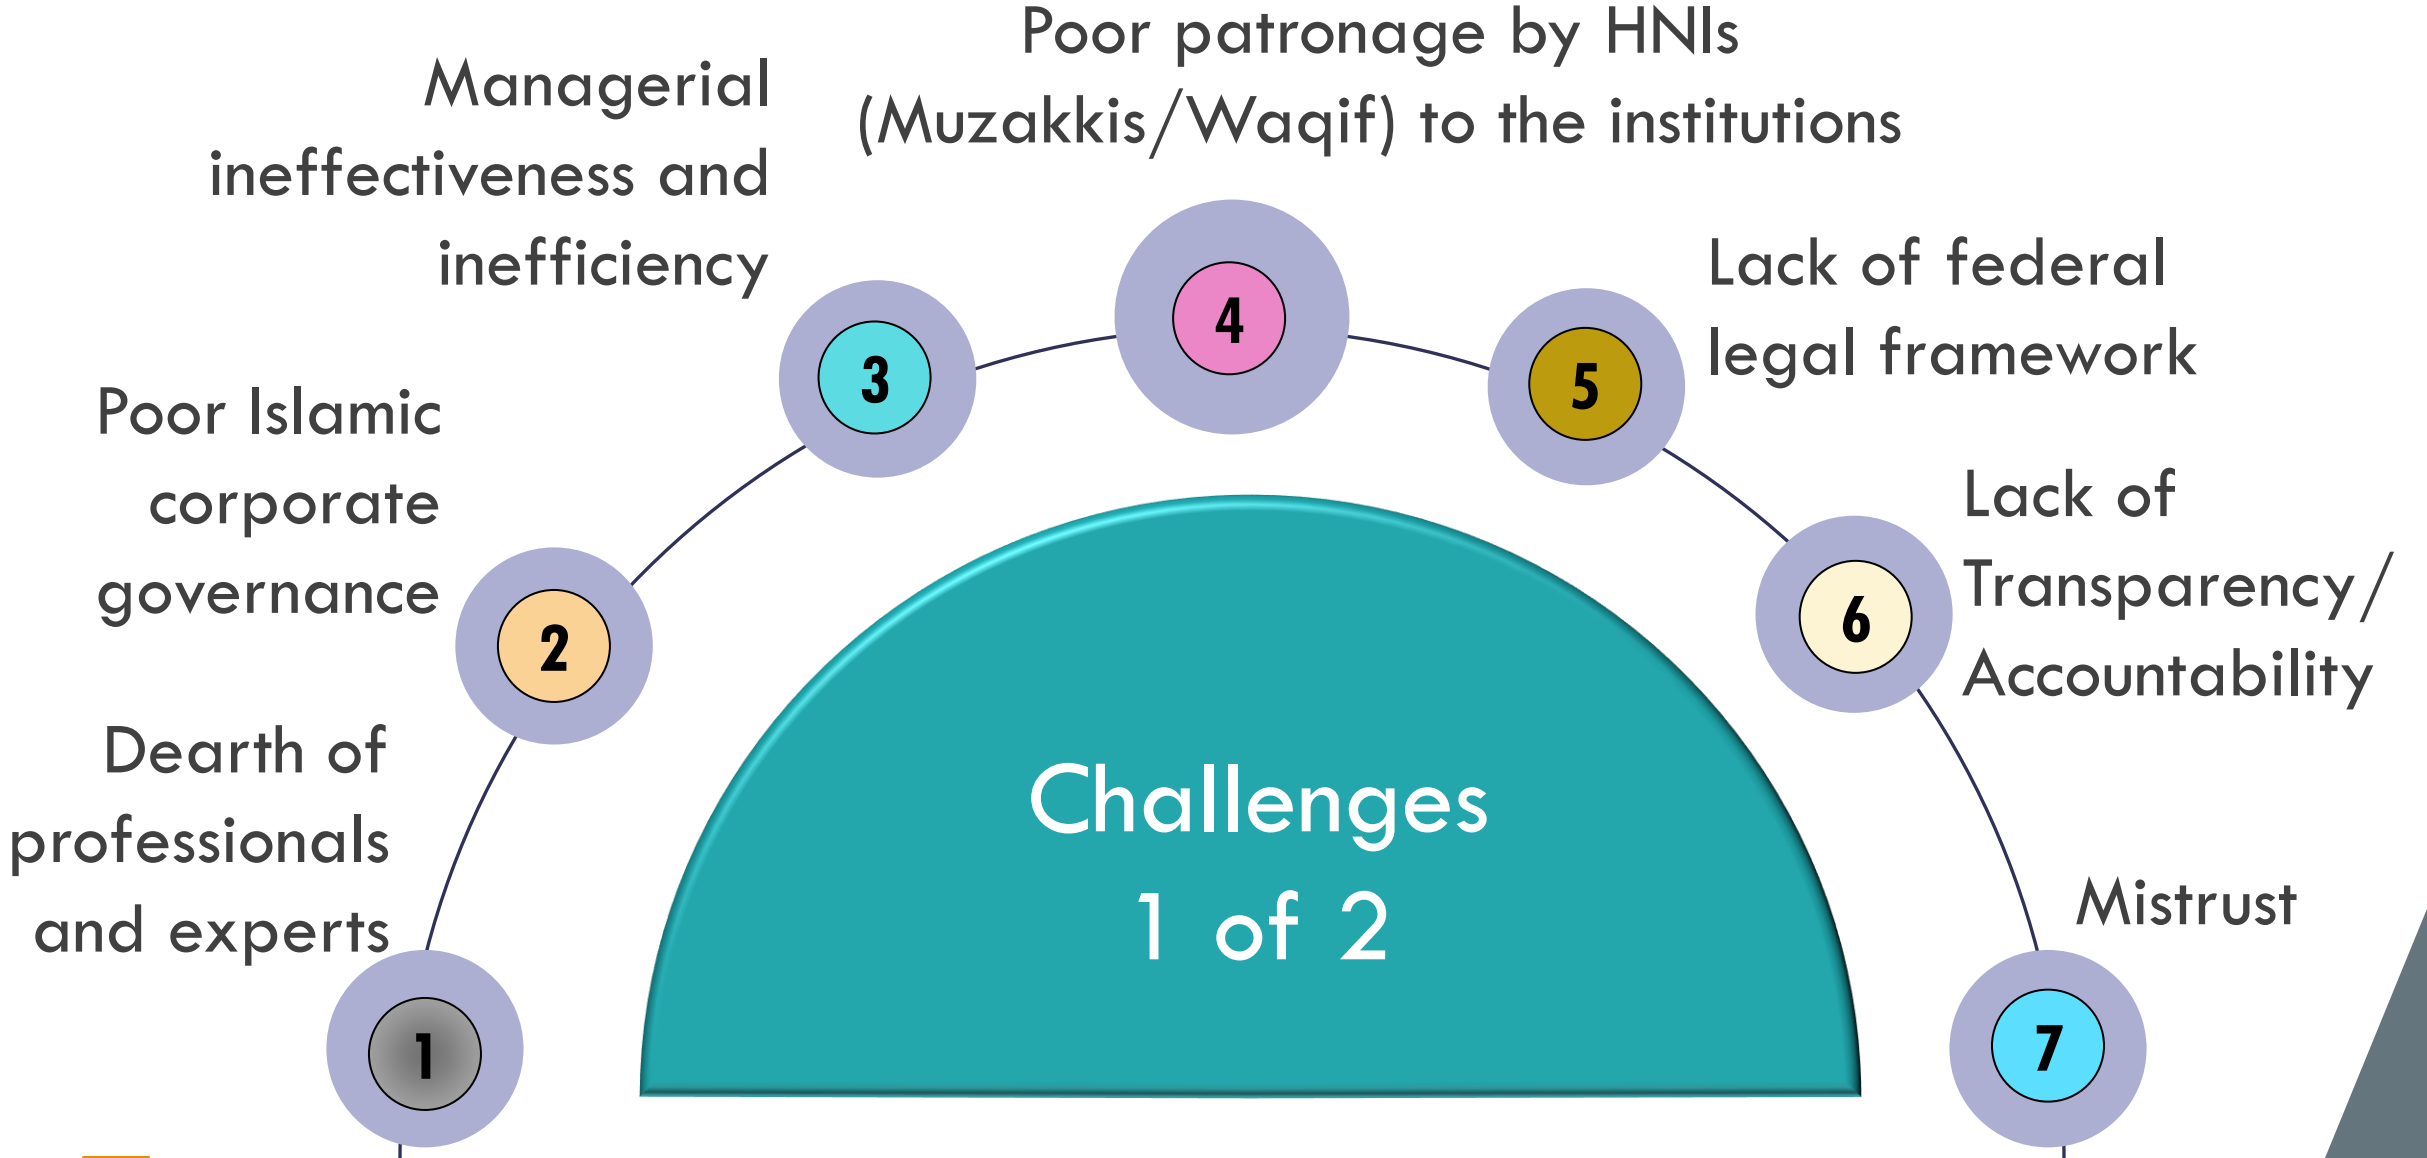 Dearth of
professionals
and experts
1
Poor Islamic
corporate
governance
2
Managerial
ineffectiveness and
inefficiency
3
Poor patronage by HNIs
(Muzakkis/Waqif) to the institutions
4
Lack of federal
legal framework
5
Lack of
Transparency/
Accountability
6
Mistrust
7
Challenges
1 of 2